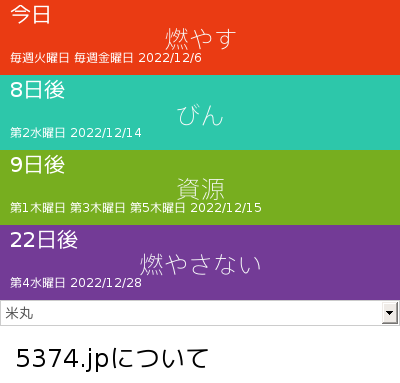 今日
燃やす
毎週火曜日 毎週金曜日 2022/12/6
8日後
びん
第2水曜日 2022/12/14
9日後
資源
第1木曜日 第3木曜日 第5木曜日 2022/12/15
22日後
燃やさない
第4水曜日 2022/12/28
米丸
5374.jpについて